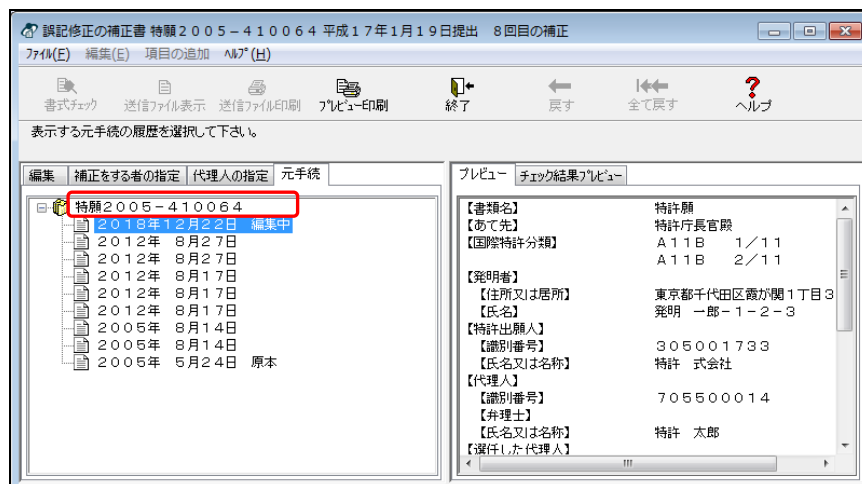 誤記修正の補正書 特願２００５－４１００６４ 平成１７年１月１９日提出　８回目の補正
ﾌｧｲﾙ(F)　編集(E)　項目の追加　ﾍﾙﾌﾟ(H)
書式ﾁｪｯｸ　送信ﾌｧｲﾙ表示　送信ﾌｧｲﾙ印刷　ﾌﾟﾚﾋﾞｭｰ印刷　終了　戻す　全て戻す　ヘルプ
表示する元手続の履歴を選択して下さい。
編集　補正をする者の指定　代理人の指定　元手続
特願２００５－４１００６４
２０１８年１２月２２日　編集中
２０１２年　８月２７日
２０１２年　８月２７日
２０１２年　８月１７日
２０１２年　８月１７日
２０１２年　８月１７日
２００５年　８月１４日
２００５年　８月１４日
２００５年　５月２４日　原本
プレビュー　ﾁｪｯｸ結果ﾌﾟﾚﾋﾞｭｰ
【書類名】　特許願
【あて先】　特許庁長官殿
【国際特許分類】　Ａ１１Ｂ　１／１１
Ａ１１Ｂ　２／１１
【発明者】
【住所又は居所】　東京都千代田区霞が関１丁目３
【氏名】　発明　一郎－１－２－３
【特許出願人】
【識別番号】　３０５００１７３３
【氏名又は名称】　特許　式会社
【代理人】
【識別番号】　７０５５０００１４
【弁理士】
【氏名又は名称】　特許　太郎
【選任した代理人】